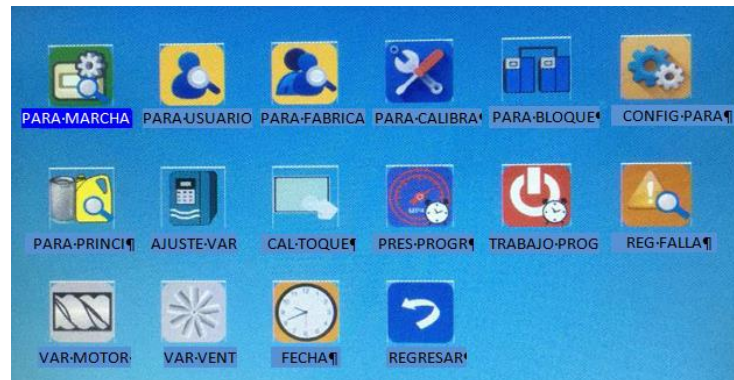 PARA·MARCHA PARA·USUARIO PARA·FABRICA PARA·CALIBRA PARA·BLOQUE CONFIG·PARA¶
PARA·PRINCI¶ AJUSTE·VAR CAL·TOQUE¶ PRES·PROGR¶ TRABAJO·PROG REG·FALLA¶
VAR·MOTOR· VAR·VENT FECHA¶ REGRESAR